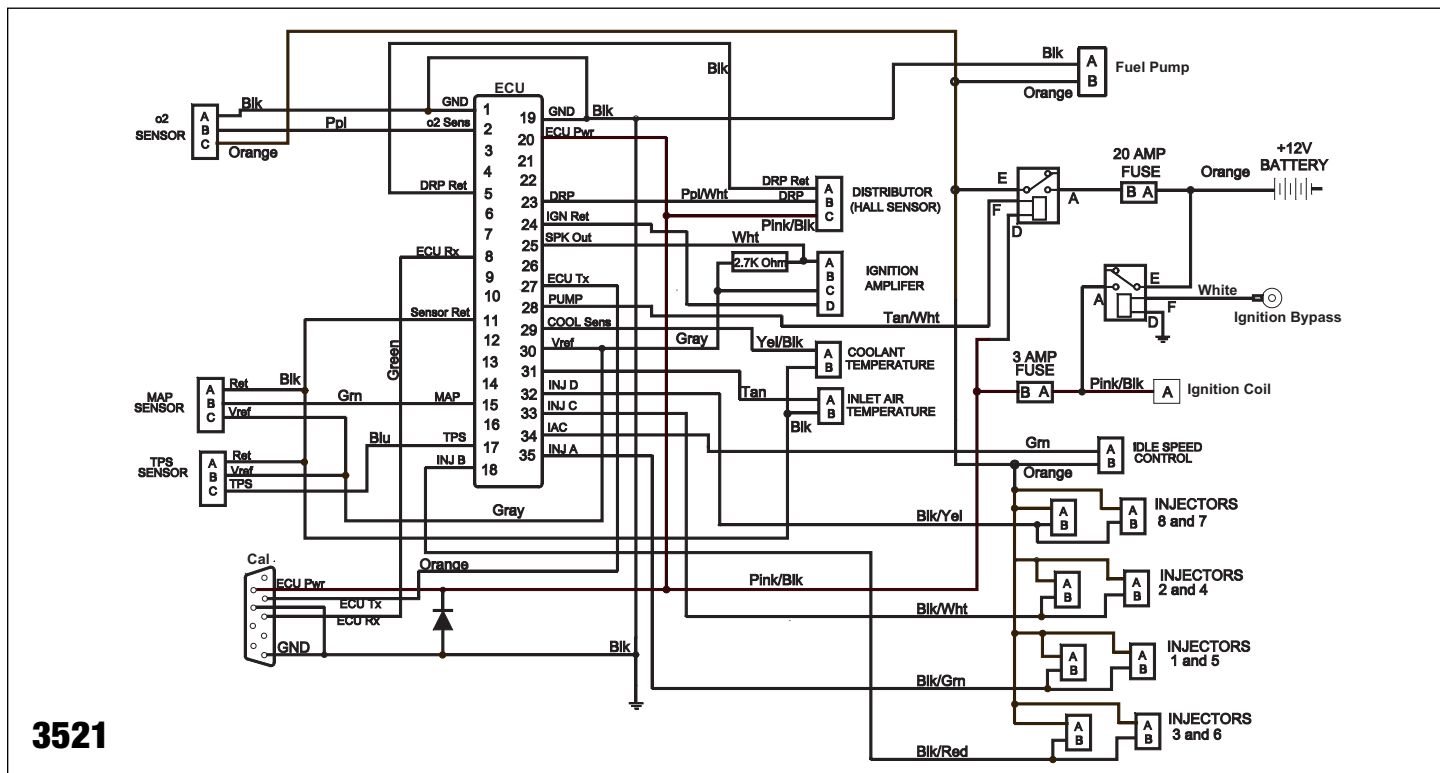 ECU
o2 SENSOR
A
B
C
Blk
Ppl
Orange
GND
o2 Sens
DRP Ret
ECU Rx
Sensor Ret
MAP
TPS
INJ B
1
2
3
4
5
6
7
8
9
10
11
12
13
14
15
16
17
18
19
20
21
22
23
24
25
26
27
28
29
30
31
32
33
34
35
GND
Blk
ECU Pwr
DRP
IGN Ret
SPK Out
ECU Tx
PUMP
COOL Sens
Vref
INJ D
INJ C
IAC
INJ A
Blk
Blk
Orange
A
B
Fuel Pump
DRP Ret
DRP
Ppl/Wht
Pink/Blk
A
B
C
DISTRIBUTOR
(HALL SENSOR)
Wht
2.7K Ohm
A
B
C
D
IGNITION
AMPLIFER
Tan/Wht
Gray
Yel/Blk
A
B
COOLANT
TEMPERATURE
Tan
Blk
A
B
INLET AIR
TEMPERATURE
E
F
D
A
20 AMP
FUSE
B A
Orange
+12V
BATTERY
A
E
F
D
White
Ignition Bypass
3 AMP
FUSE
B A
Pink/Blk
A
Ignition Coil
Green
MAP
SENSOR
A
B
C
Ret
Vref
Blk
Grn
TPS
SENSOR
A
B
C
Ret
Vref
TPS
Blu
Gray
Orange
Grn
Orange
A
B
IDLE SPEED
CONTROL
Blk/Yel
A
B
A
B
INJECTORS
8 and 7
Cal .
ECU Pwr
ECU Tx
ECU Rx
GND
Pink/Blk
Blk
Blk/Wht
A
B
A
B
INJECTORS
2 and 4
Blk/Grn
A
B
A
B
INJECTORS
1 and 5
Blk/Red
A
B
A
B
INJECTORS
3 and 6
3521